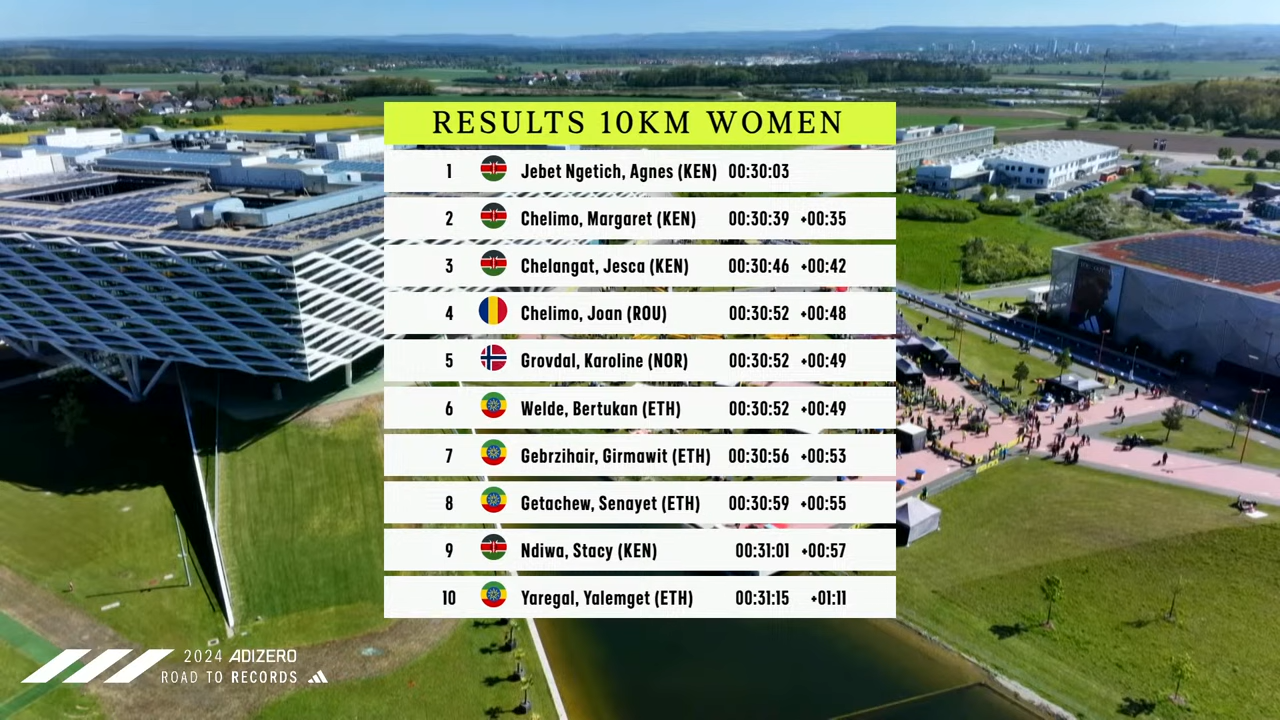 RESULTS 10KM WOMEN
1 Jebet Ngetich, Agnes (KEN) 00:30:03
2 Chelimo, Margaret (KEN) 00:30:39 +00:35
3 Chelangat, Jesca (KEN) 00:30:46 +00:42
4 Chelimo, Joan (ROU) 00:30:52 +00:48
5 Grovdal, Karoline (NOR) 00:30:52 +00:49
6 Welde, Bertukan (ETH) 00:30:52 +00:49
7 Gebrzihair, Girmawit (ETH) 00:30:56 +00:53
8 Getachew, Senayet (ETH) 00:30:59 +00:55
9 Ndiwa, Stacy (KEN) 00:31:01 +00:57
10 Yaregal, Yalemget (ETH) 00:31:15 +01:11
2024 ADIZERO
ROAD TO RECORDS